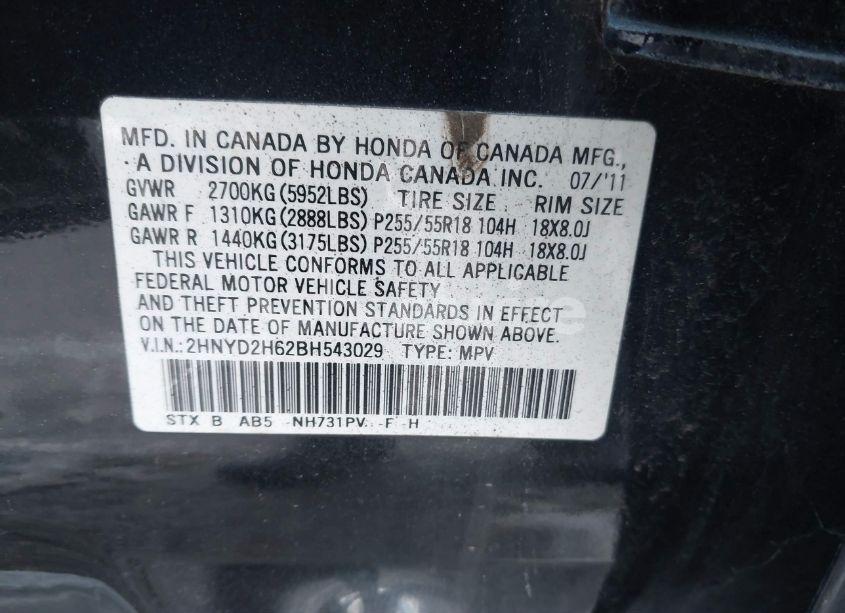 MFD. IN CANADA BY HONDA OF CANADA MFG.,
A DIVISION OF HONDA CANADA INC. 07/'11
GVWR 2700KG(5952LBS) TIRE SIZE RIM SIZE
GAWR F 1310KG(2888LBS) P255/55R18 104H 18X8.0J
GAWR R 1440KG(3175LBS) P255/55R18 104H 18X8.0J
THIS VEHICLE CONFORMS TO ALL APPLICABLE
FEDERAL MOTOR VEHICLE SAFETY
AND THEFT PREVENTION STANDARDS IN EFFECT
ON THE DATE OF MANUFACTURE SHOWN ABOVE.
V.I.N.:2HNYD2H62BH543029 TYPE: MPV
STX B AB5 NH731PV F H